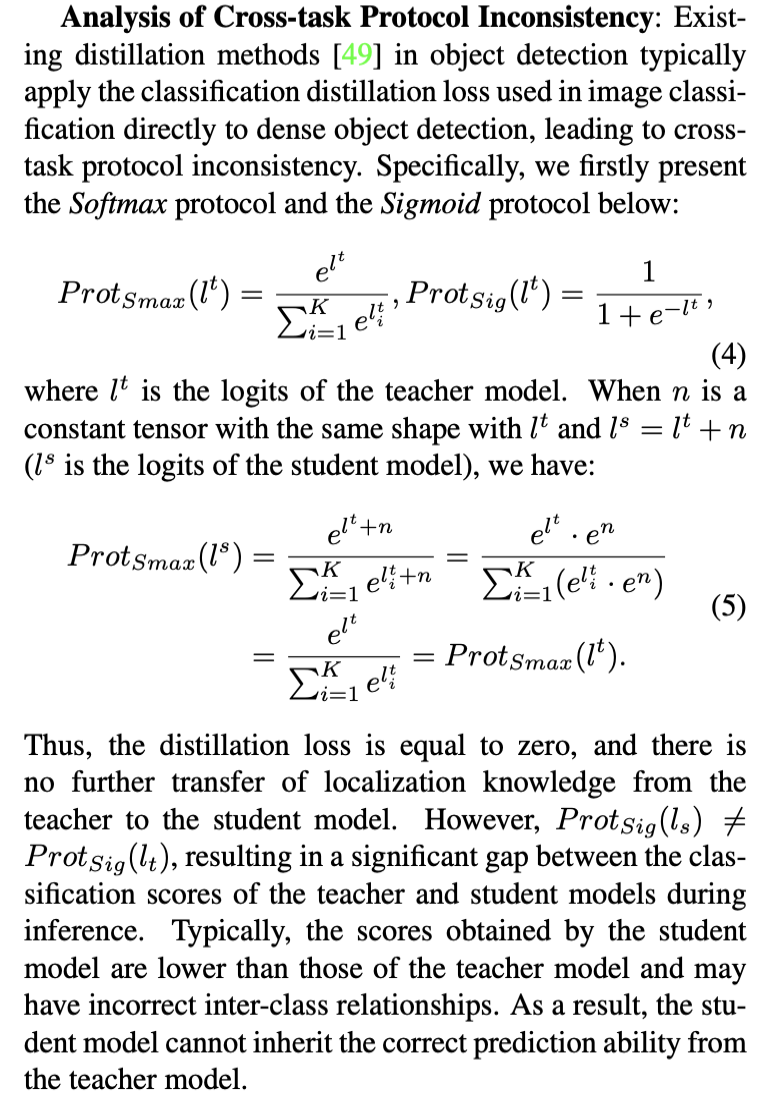 Analysis of Cross-task Protocol Inconsistency: Exist-
ing distillation methods [49] in object detection typically
apply the classification distillation loss used in image classi-
fication directly to dense object detection, leading to cross-
task protocol inconsistency. Specifically, we firstly present
the Softmax protocol and the Sigmoid protocol below:
Prot_{Smax}(l^t) = \frac{e^{l^t}}{\sum_{i=1}^{K} e^{l_i^t}}, Prot_{Sig}(l^t) = \frac{1}{1 + e^{-l^t}},
(4)
where l^t is the logits of the teacher model. When n is a
constant tensor with the same shape with l^t and l^s = l^t + n
(l^s is the logits of the student model), we have:
Prot_{Smax}(l^s) = \frac{e^{l^t+n}}{\sum_{i=1}^{K} e^{l_i^t+n}} = \frac{e^{l^t} \cdot e^n}{\sum_{i=1}^{K} (e^{l_i^t} \cdot e^n)}
(5)
= \frac{e^{l^t}}{\sum_{i=1}^{K} e^{l_i^t}} = Prot_{Smax}(l^t).
Thus, the distillation loss is equal to zero, and there is
no further transfer of localization knowledge from the
teacher to the student model. However, Prot_{Sig}(l_s) ≠
Prot_{Sig}(l_t), resulting in a significant gap between the clas-
sification scores of the teacher and student models during
inference. Typically, the scores obtained by the student
model are lower than those of the teacher model and may
have incorrect inter-class relationships. As a result, the stu-
dent model cannot inherit the correct prediction ability from
the teacher model.